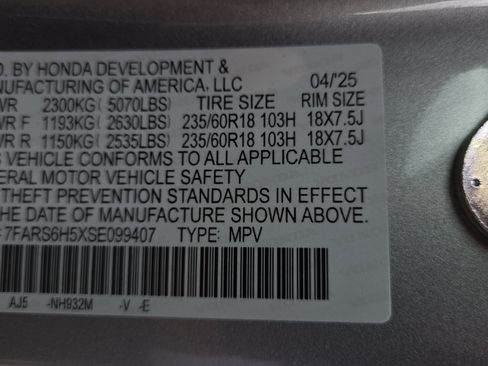 D. BY HONDA DEVELOPMENT &
NUFACTURING OF AMERICA, LLC 04/'25
WR 2300KG ( 5070LBS) TIRE SIZE RIM SIZE
WR F 1193KG ( 2630LBS) 235/60R18 103H 18X7.5J
WR R 1150KG ( 2535LBS) 235/60R18 103H 18X7.5J
S VEHICLE CONFORMS TO ALL APPLICABLE
ERAL MOTOR VEHICLE SAFETY
THEFT PREVENTION STANDARDS IN EFFECT
THE DATE OF MANUFACTURE SHOWN ABOVE.
7FARS6H5XSE099407 TYPE: MPV
AJ5 -NH932M -V -E